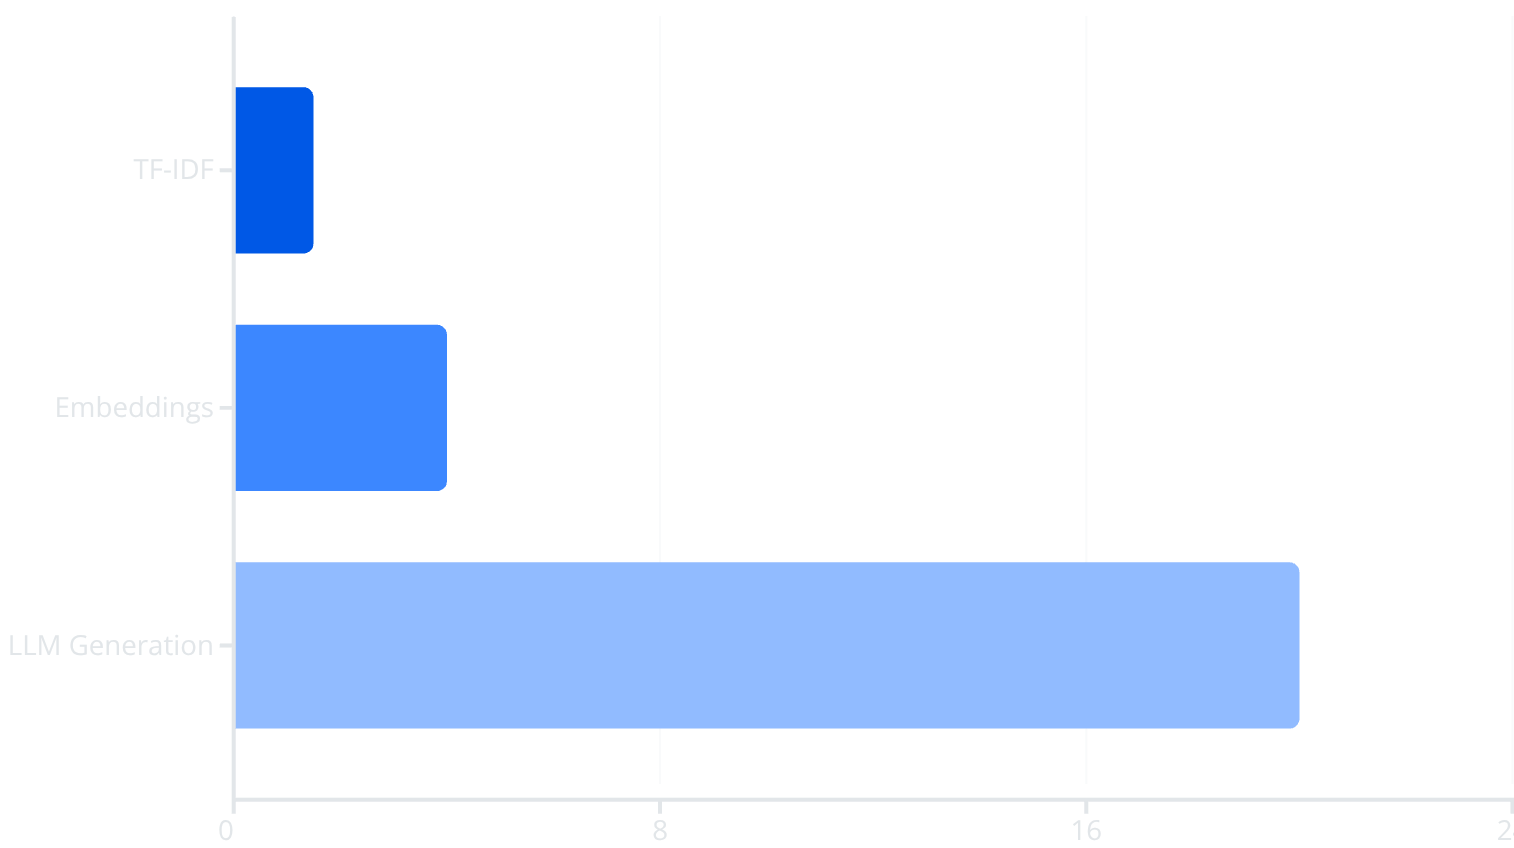 TF-IDF
Embeddings
LLM Generation
0 8 16